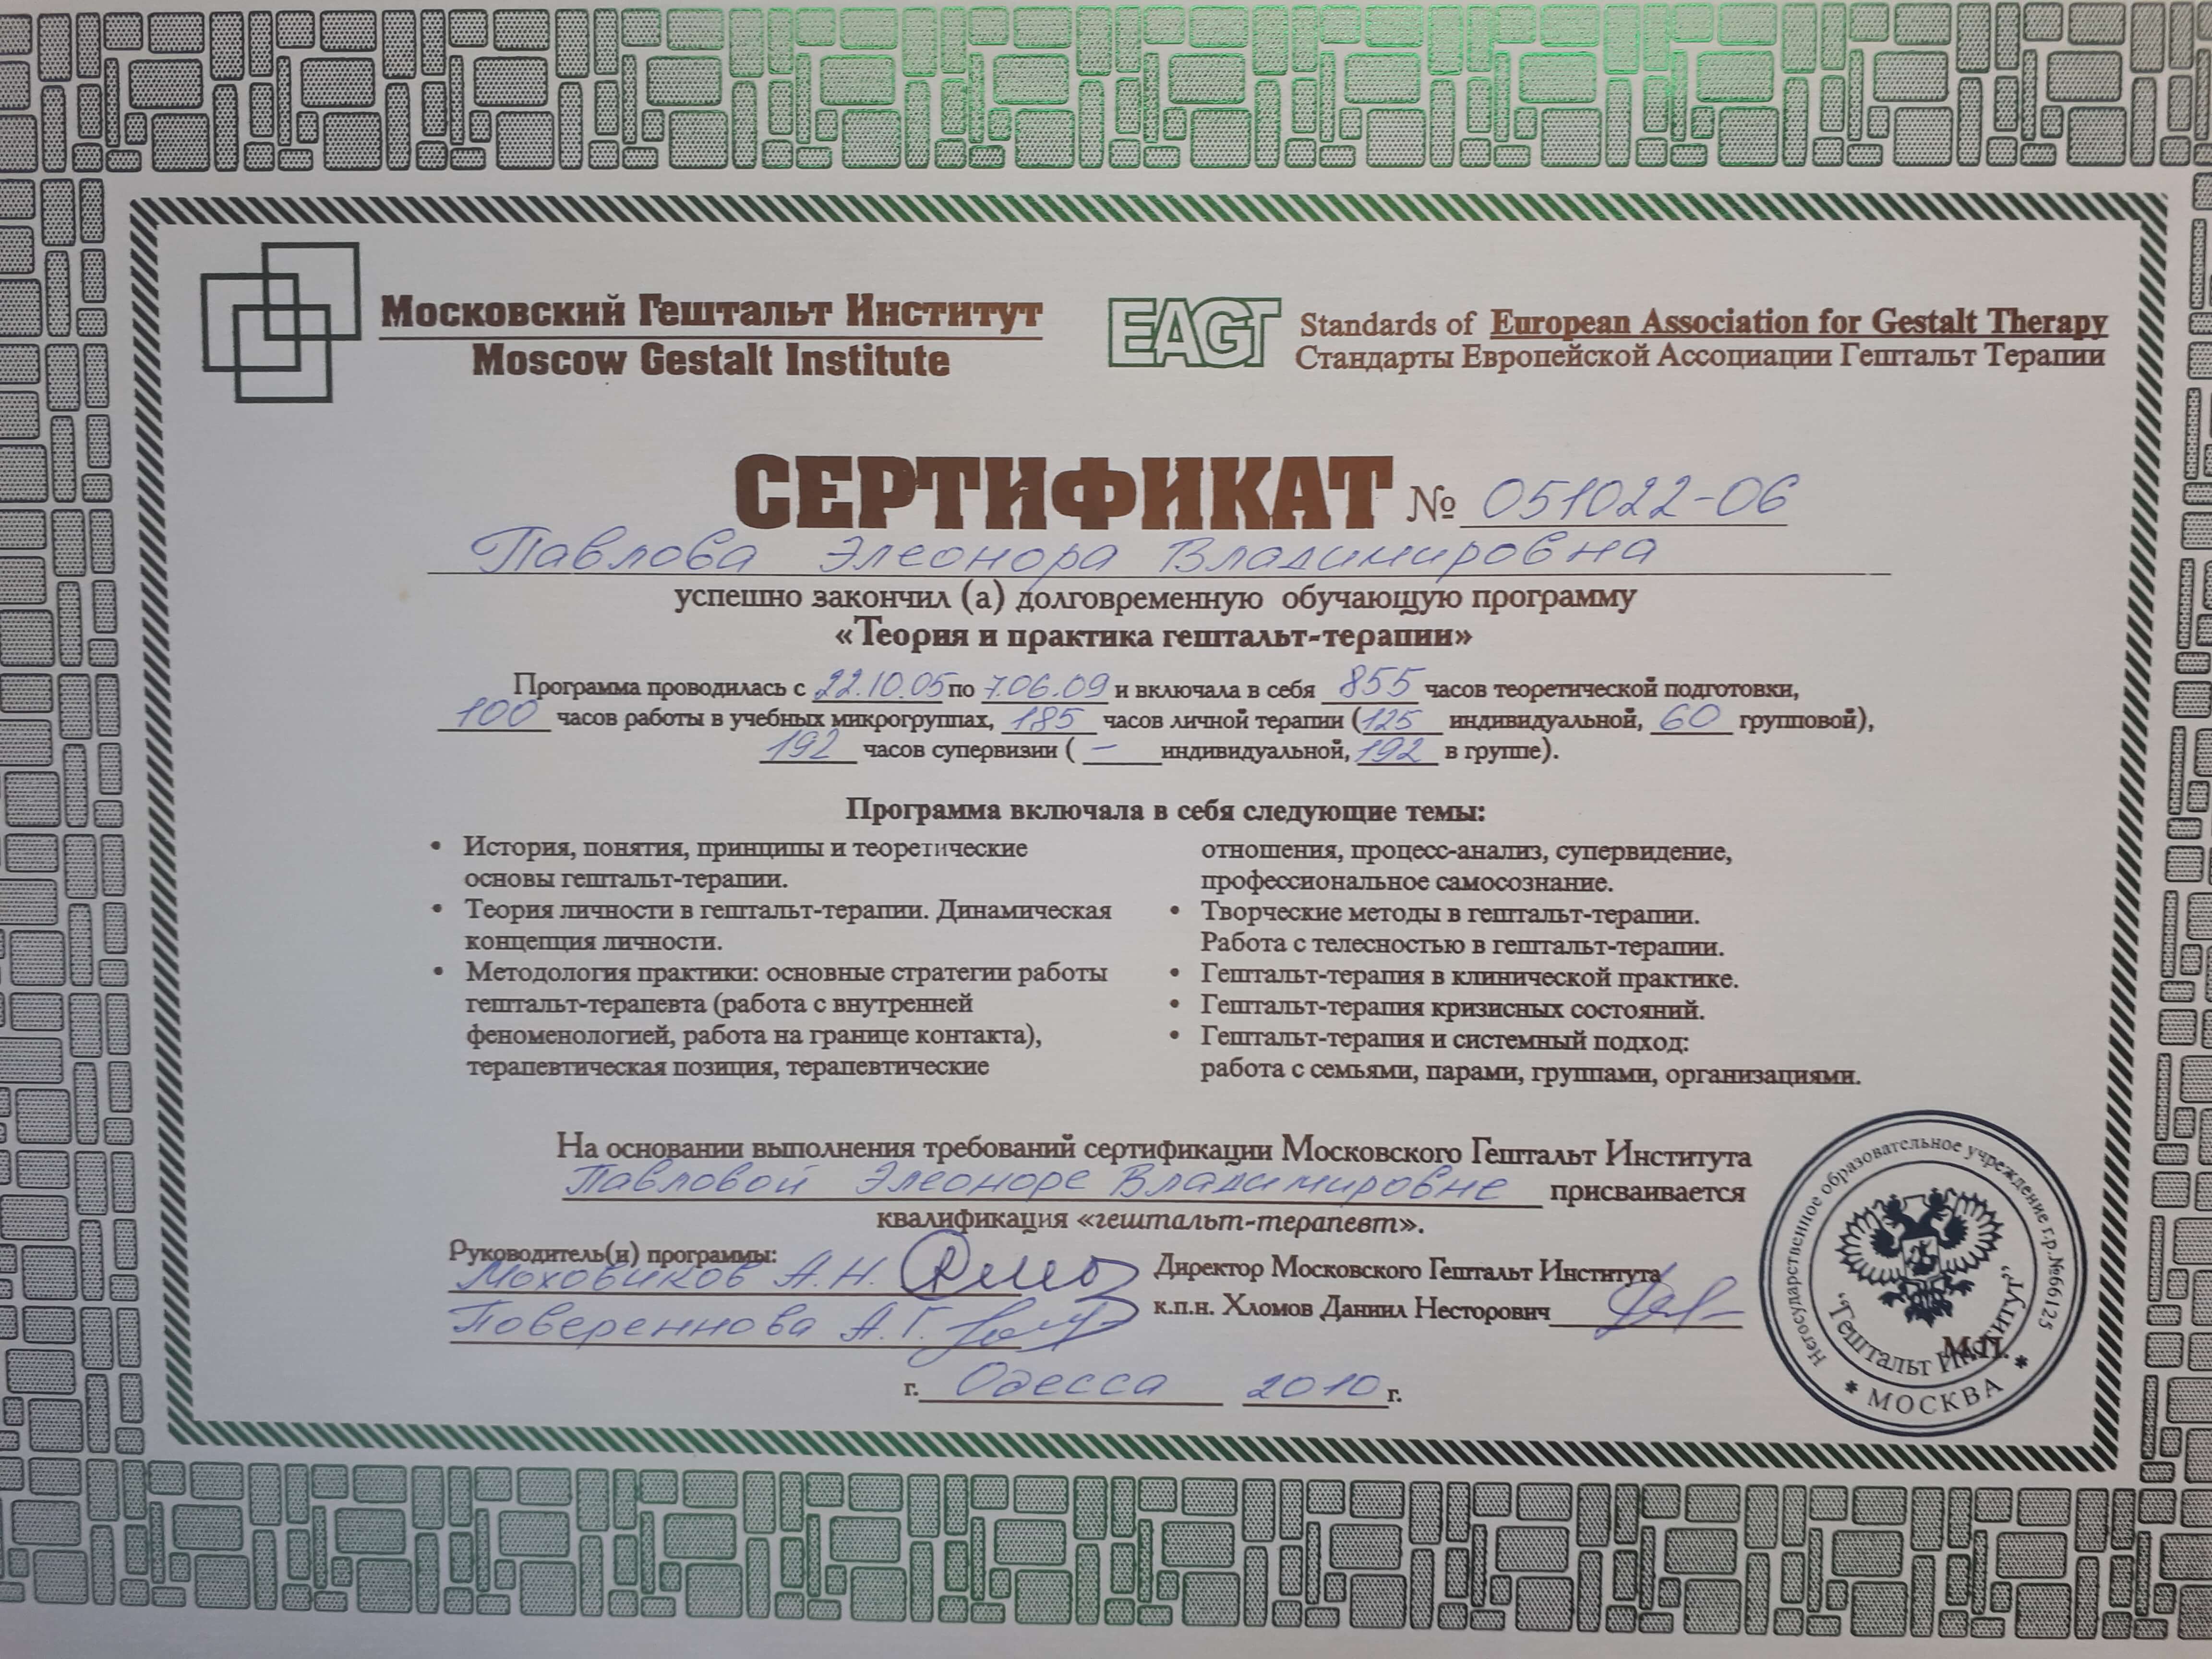 Московский Гештальт Институт
Moscow Gestalt Institute
EAGT
Standards of European Association for Gestalt Therapy
Стандарты Европейской Ассоциации Гештальт Терапии
СЕРТИФИКАТ № 051022-06
Павлова Элеонора Владимировна
успешно закончил (а) долговременную обучающую программу
«Теория и практика гештальт-терапии»
Программа проводилась с 22.10.05 по 7.06.09 и включала в себя 855 часов теоретической подготовки,
100 часов работы в учебных микрогруппах, 185 часов личной терапии (125 индивидуальной, 60 групповой),
192 часов супервизии ( – индивидуальной, 192 в группе).
Программа включала в себя следующие темы:
• История, понятия, принципы и теоретические
основы гештальт-терапии.
• Теория личности в гештальт-терапии. Динамическая
концепция личности.
• Методология практики: основные стратегии работы
гештальт-терапевта (работа с внутренней
феноменологией, работа на границе контакта),
терапевтическая позиция, терапевтические
отношения, процесс-анализ, супервидение,
профессиональное самосознание.
• Творческие методы в гештальт-терапии.
Работа с телесностью в гештальт-терапии.
• Гештальт-терапия в клинической практике.
• Гештальт-терапия кризисных состояний.
• Гештальт-терапия и системный подход:
работа с семьями, парами, группами, организациями.
На основании выполнения требований сертификации Московского Гештальт Института
Павловой Элеоноре Владимировне присваивается
квалификация «гештальт-терапевт».
Руководитель(и) программы:
Моховиков А.Н.
Повереннова А.Г.
Директор Московского Гештальт Института
к.п.н. Хломов Даниил Несторович
г. Одесса 2010 г.
Негосударственное образовательное учреждение г.р.№66125
"Гештальт Институт"
* МОСКВА *
М.П.